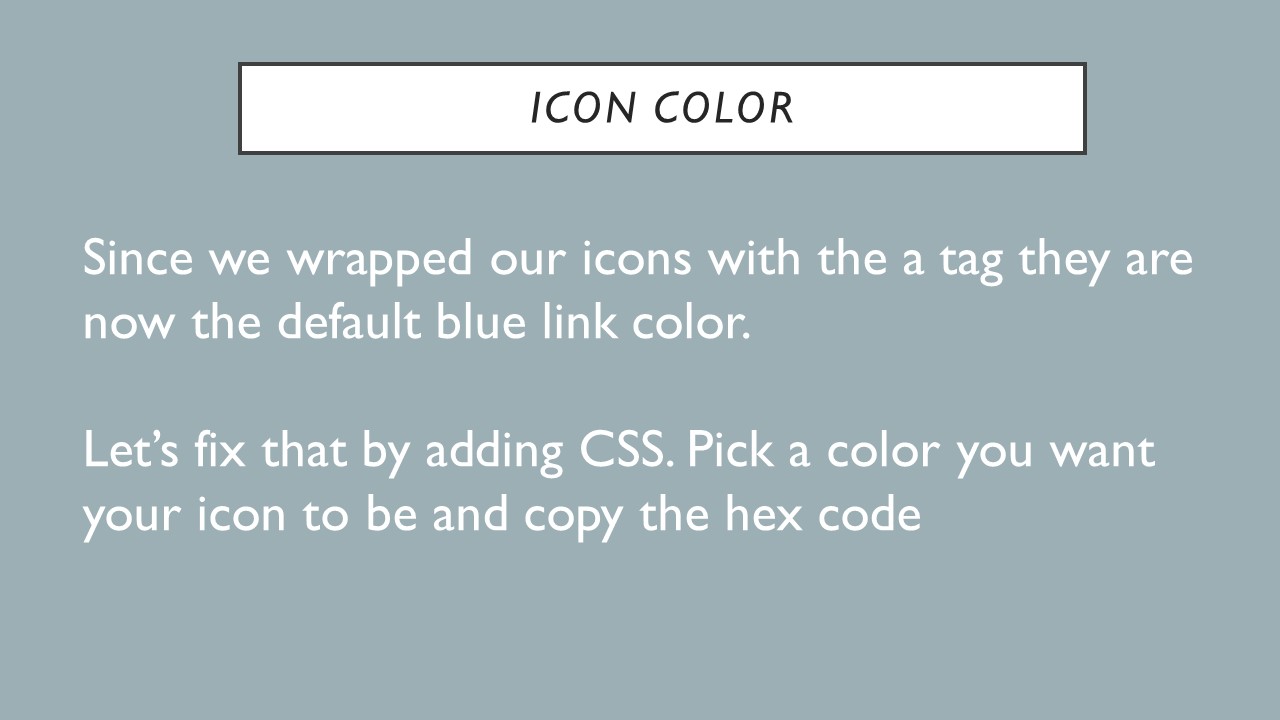 ICON COLOR
Since we wrapped our icons with the a tag they are
now the default blue link color.
Let’s fix that by adding CSS. Pick a color you want
your icon to be and copy the hex code